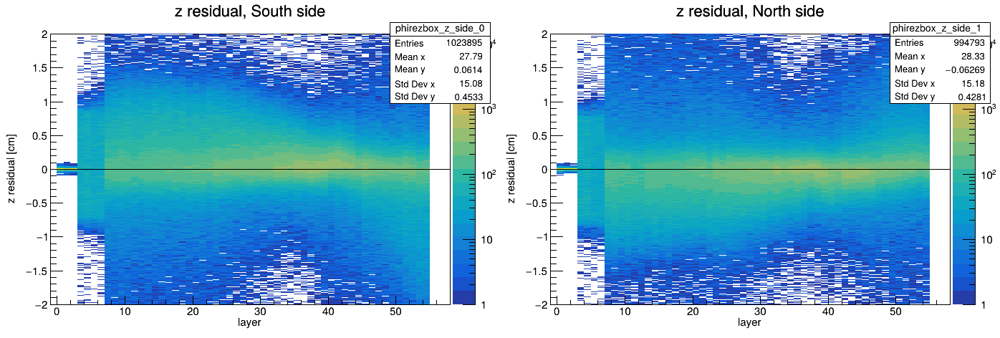 z residual, South side
phirezbox_z_side_0
Entries 1023895
Mean x 27.79
Mean y 0.0614
Std Dev x 15.08
Std Dev y 0.4533
z residual [cm]
2
1.5
1
0.5
0
−0.5
−1
−1.5
−2
0 10 20 30 40 50
layer
10³
10²
10
1
z residual, North side
phirezbox_z_side_1
Entries 994793
Mean x 28.33
Mean y −0.06269
Std Dev x 15.18
Std Dev y 0.4281
z residual [cm]
2
1.5
1
0.5
0
−0.5
−1
−1.5
−2
0 10 20 30 40 50
layer
10³
10²
10
1